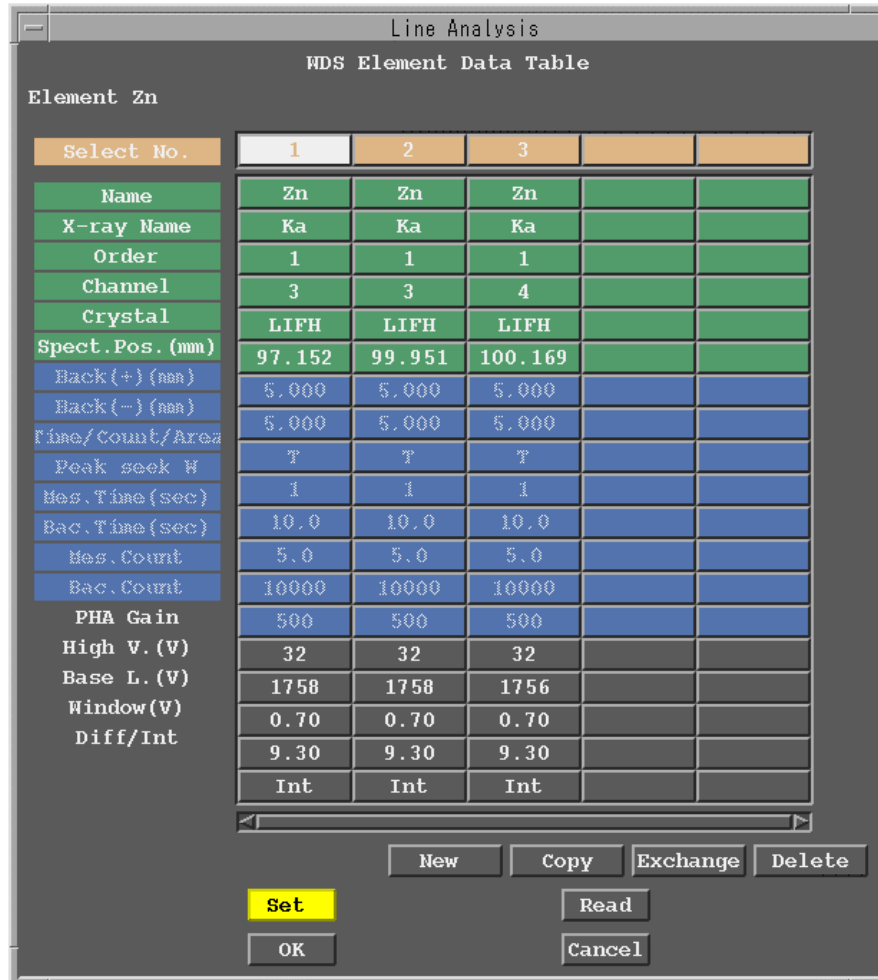 Line Analysis
WDS Element Data Table
Element Zn
Select No. 1 2 3
Name Zn Zn Zn
X-ray Name Ka Ka Ka
Order 1 1 1
Channel 3 3 4
Crystal LIFH LIFH LIFH
Spect.Pos.(mm) 97.152 99.951 100.169
Back(+)(mm) 5.000 5.000 5.000
Back(-)(mm) 5.000 5.000 5.000
Time/Count/Area T T T
Peak seek W 1 1 1
Mes.Time(sec) 10.0 10.0 10.0
Bac.Time(sec) 5.0 5.0 5.0
Mes.Count 10000 10000 10000
Bac.Count 500 500 500
PHA Gain 32 32 32
High V.(V) 1758 1758 1756
Base L.(V) 0.70 0.70 0.70
Window(V) 9.30 9.30 9.30
Diff/Int Int Int Int
New Copy Exchange Delete
Set Read
OK Cancel